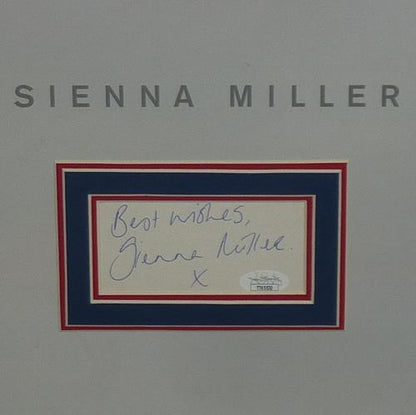 SIENNA MILLER
Best wishes,
Sienna Miller.
X